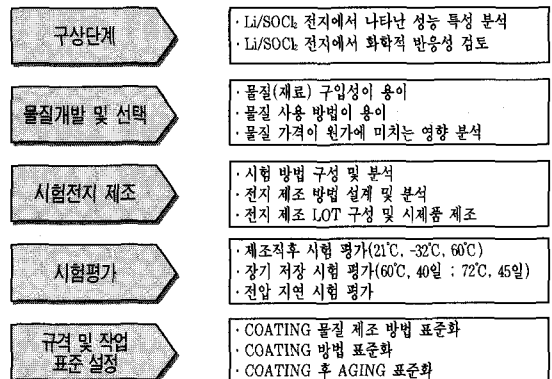 구상단계
· Li/SOCl₂ 전지에서 나타난 성능 특성 분석
· Li/SOCl₂ 전지에서 화학적 반응성 검토
물질개발 및 선택
· 물질(재료) 구입성이 용이
· 물질 사용 방법이 용이
· 물질 가격이 원가에 미치는 영향 분석
시험전지 제조
· 시험 방법 구성 및 분석
· 전지 제조 방법 설계 및 분석
· 전지 제조 LOT 구성 및 시제품 제조
시험평가
· 제조직후 시험 평가(21℃, -32℃, 60℃)
· 장기 저장 시험 평가(60℃, 40일 ; 72℃, 45일)
· 전압 지연 시험 평가
규격 및 작업
표준 설정
· COATING 물질 제조 방법 표준화
· COATING 방법 표준화
· COATING 후 AGING 표준화